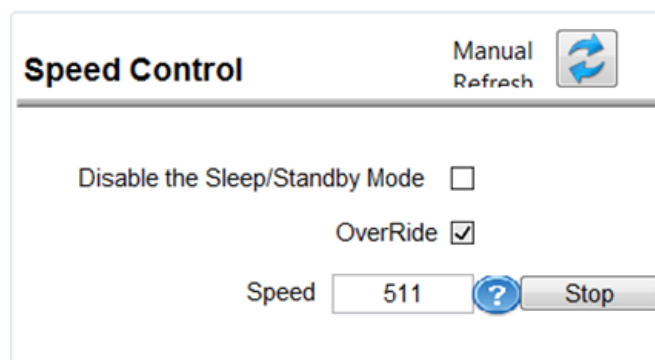 Speed Control
Manual
Refresh
Disable the Sleep/Standby Mode
OverRide
Speed 511 ? Stop